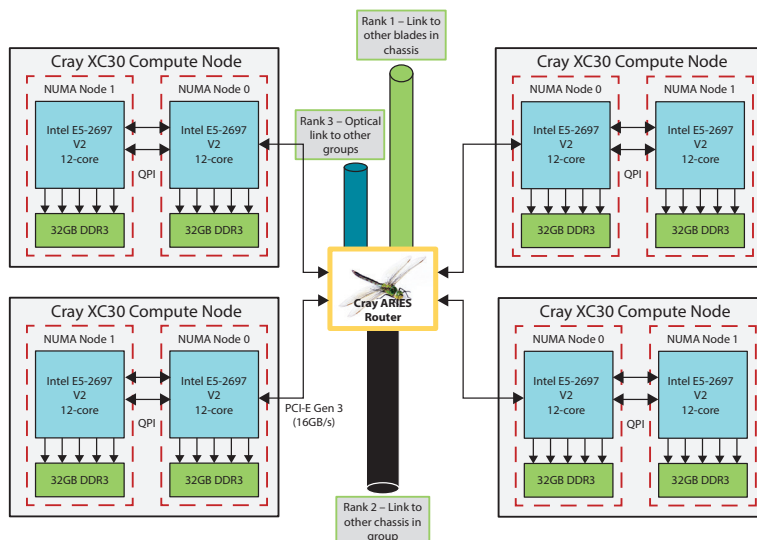 Rank 1 – Link to
other blades in
chassis
Cray XC30 Compute Node
NUMA Node 1
NUMA Node 0
Intel E5-2697
V2
12-core
Intel E5-2697
V2
12-core
QPI
32GB DDR3
32GB DDR3
Rank 3 – Optical
link to other
groups
Cray XC30 Compute Node
NUMA Node 0
NUMA Node 1
Intel E5-2697
V2
12-core
Intel E5-2697
V2
12-core
QPI
32GB DDR3
32GB DDR3
Cray ARIES
Router
Cray XC30 Compute Node
NUMA Node 1
NUMA Node 0
Intel E5-2697
V2
12-core
Intel E5-2697
V2
12-core
QPI
32GB DDR3
32GB DDR3
PCI-E Gen 3
(16GB/s)
Cray XC30 Compute Node
NUMA Node 0
NUMA Node 1
Intel E5-2697
V2
12-core
Intel E5-2697
V2
12-core
QPI
32GB DDR3
32GB DDR3
Rank 2 – Link to
other chassis in
group